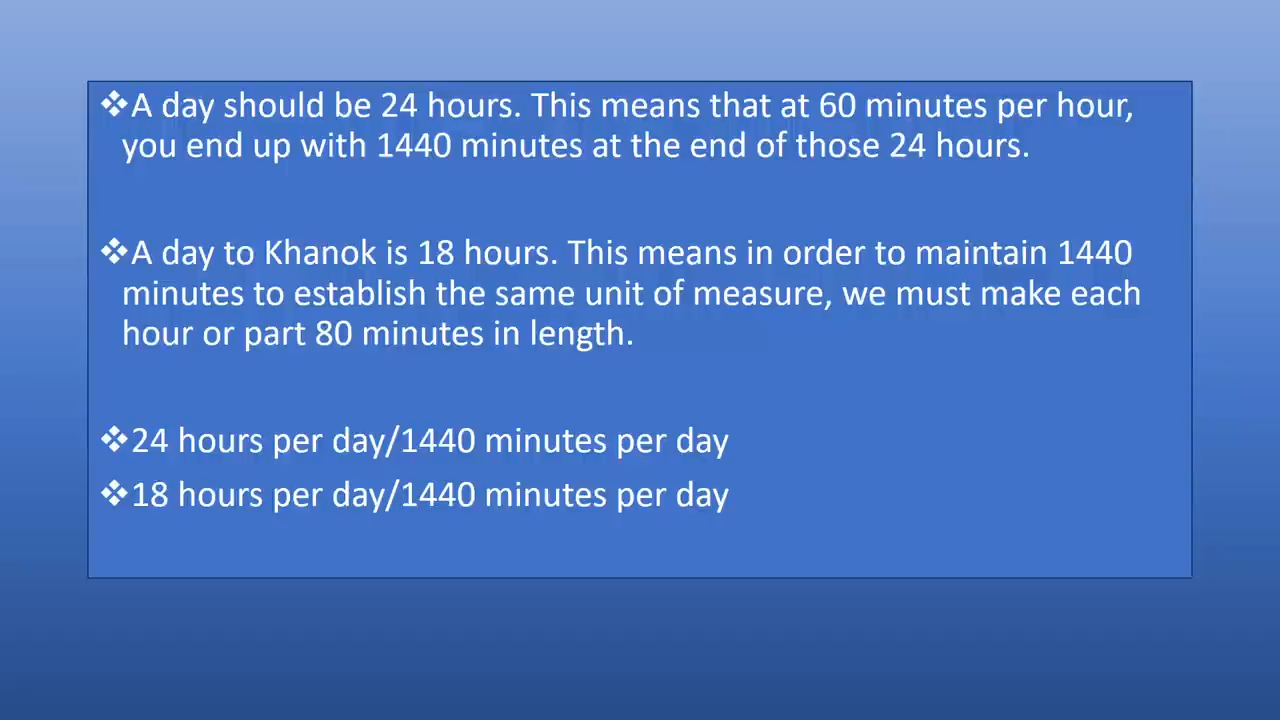 ❖A day should be 24 hours. This means that at 60 minutes per hour,
you end up with 1440 minutes at the end of those 24 hours.
❖A day to Khanok is 18 hours. This means in order to maintain 1440
minutes to establish the same unit of measure, we must make each
hour or part 80 minutes in length.
❖24 hours per day/1440 minutes per day
❖18 hours per day/1440 minutes per day